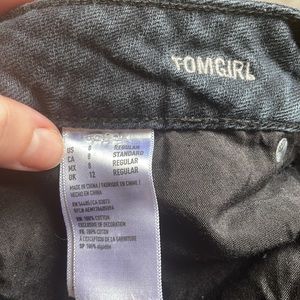 TOMGIRL
US 8 REGULAR
CA 8 STANDARD
MX 8 REGULAR
UK 12 REGULAR
MADE IN CHINA / FABRIQUÉ EN CHINE /
HECHO EN CHINA
RN 100% COTTON
EXCLUSIVE OF DECORATION
FR 100% COTON
À L'EXCEPTION DE LA GARNITURE
SP 100% algodón